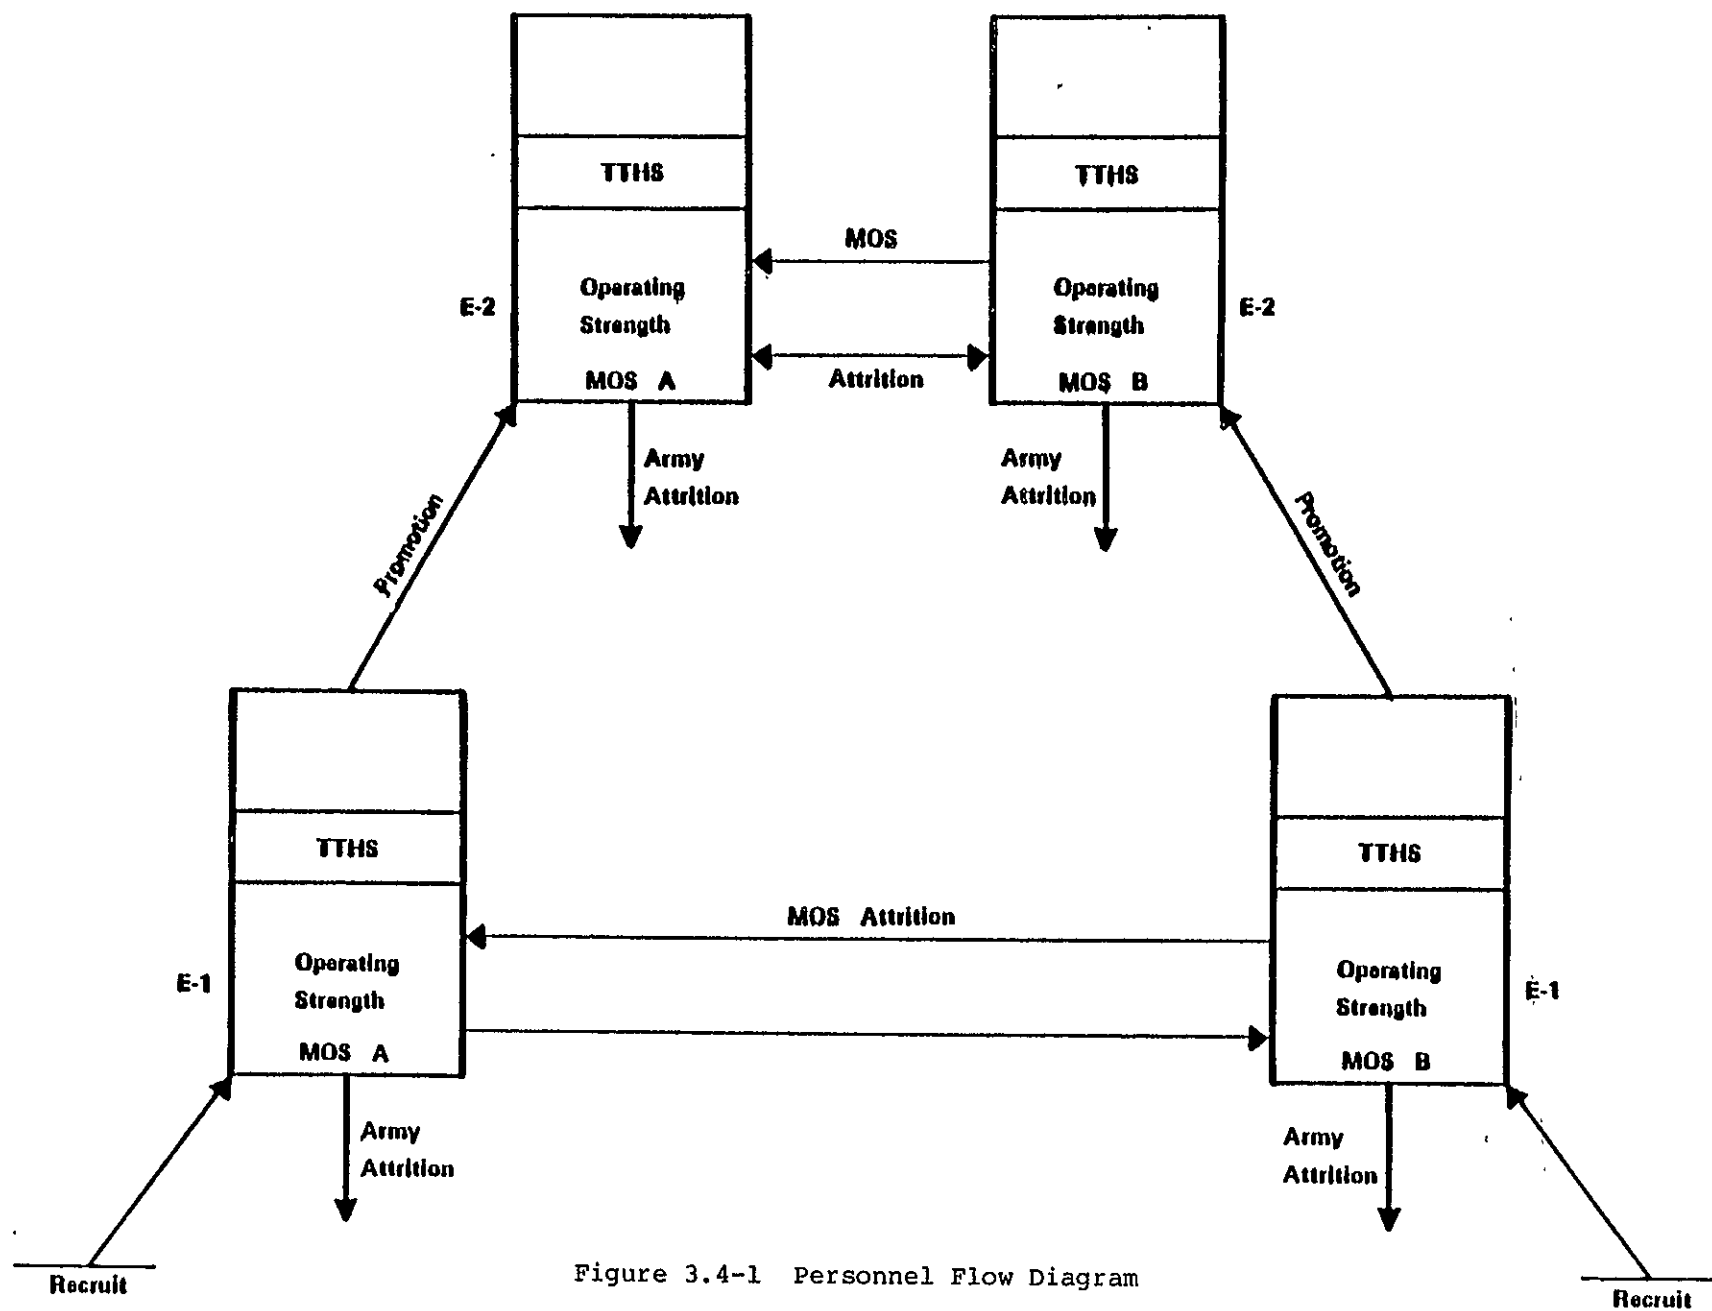 TTHS
TTHS
MOS
E-2
Operating
Strength
Operating
Strength
E-2
MOS A
Attrition
MOS B
Army
Attrition
Army
Attrition
Promotion
Promotion
TTHS
TTHS
MOS Attrition
E-1
Operating
Strength
Operating
Strength
E-1
MOS A
MOS B
Army
Attrition
Army
Attrition
Recruit
Figure 3.4-1 Personnel Flow Diagram
Recruit